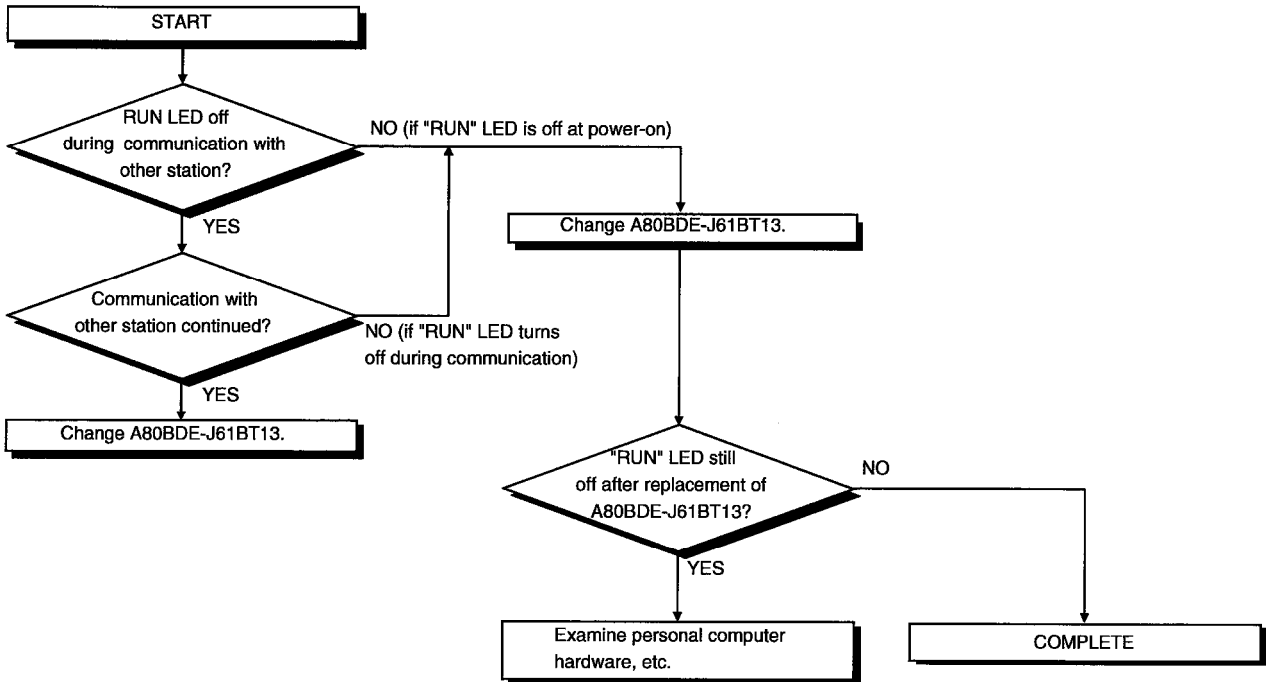 START
RUN LED off
during communication with
other station?
NO (if "RUN" LED is off at power-on)
YES
Change A80BDE-J61BT13.
Communication with
other station continued?
NO (if "RUN" LED turns
off during communication)
YES
Change A80BDE-J61BT13.
"RUN" LED still
off after replacement of
A80BDE-J61BT13?
NO
YES
Examine personal computer
hardware, etc.
COMPLETE